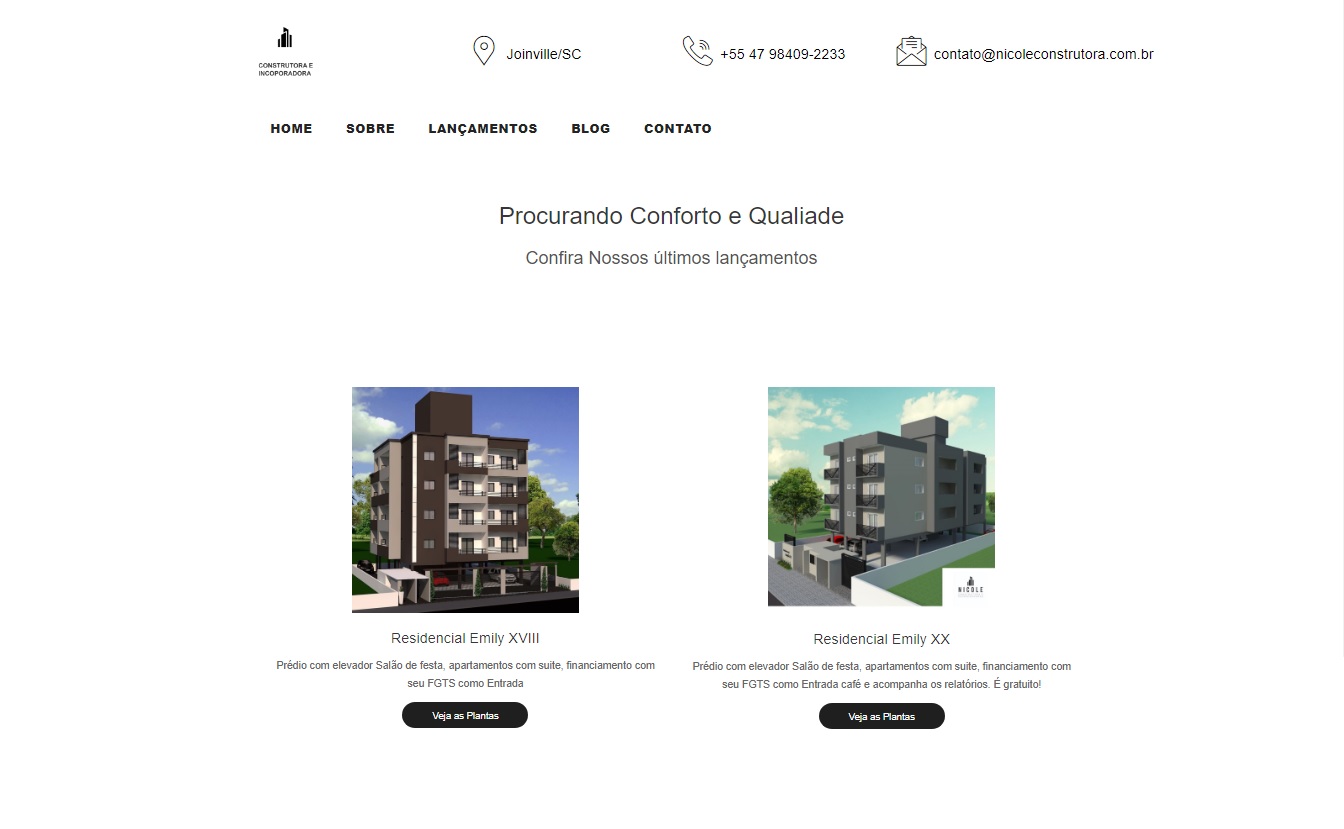 CONSTRUTORA E
INCOPORADORA
Joinville/SC
+55 47 98409-2233
contato@nicoleconstrutora.com.br
HOME SOBRE LANÇAMENTOS BLOG CONTATO
Procurando Conforto e Qualiade
Confira Nossos últimos lançamentos
NICOLE
Residencial Emily XVIII
Prédio com elevador Salão de festa, apartamentos com suite, financiamento com
seu FGTS como Entrada
Veja as Plantas
Residencial Emily XX
Prédio com elevador Salão de festa, apartamentos com suite, financiamento com
seu FGTS como Entrada café e acompanha os relatórios. É gratuito!
Veja as Plantas